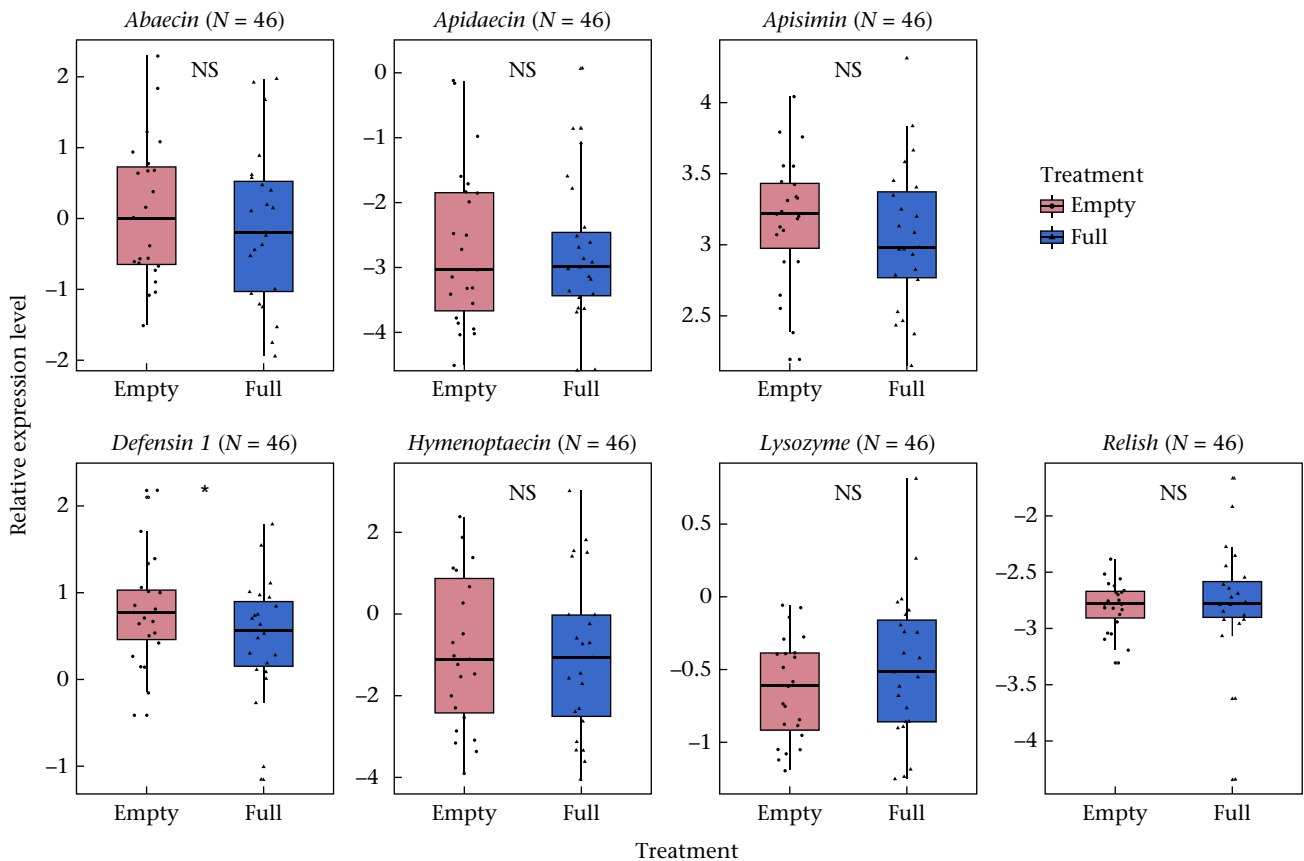 Abaecin (N = 46)
Apidaecin (N = 46)
Apisimin (N = 46)
NS
NS
NS
2
1
0
−1
−2
0
−1
−2
−3
−4
4
3.5
3
2.5
Empty
Full
Empty
Full
Empty
Full
Treatment
Empty
Full
Relative expression level
Defensin 1 (N = 46)
Hymenoptaecin (N = 46)
Lysozyme (N = 46)
Relish (N = 46)
*
NS
NS
NS
2
1
0
−1
2
0
−2
−4
0.5
0
−0.5
−1
−2
−2.5
−3
−3.5
−4
Empty
Full
Empty
Full
Empty
Full
Empty
Full
Treatment